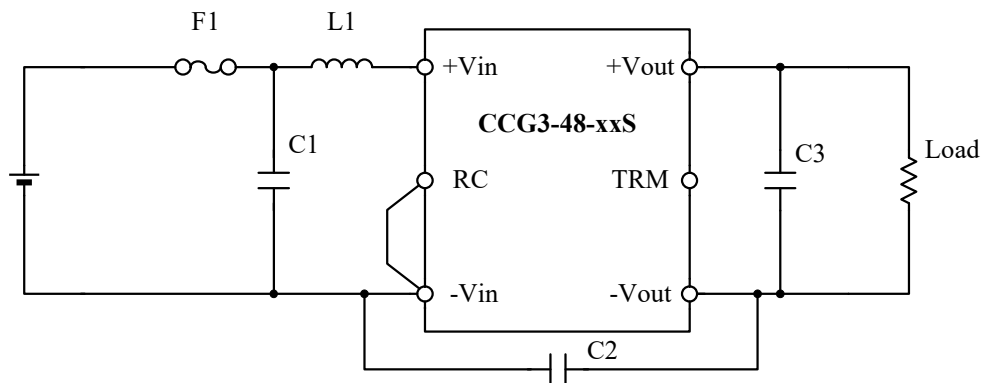 F1
L1
+Vin
+Vout
CCG3-48-xxS
C1
C3
Load
RC
TRM
-Vin
-Vout
C2